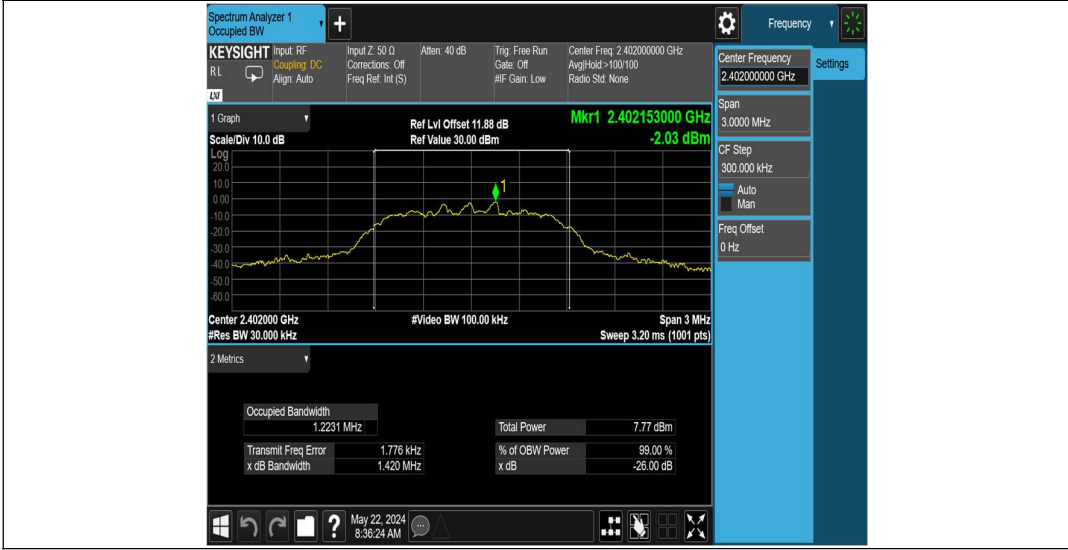 Spectrum Analyzer 1
Occupied BW
+
Frequency
KEYSIGHT
RL
LXI
Input: RF
Coupling: DC
Align: Auto
Input Z: 50 Ω
Corrections: Off
Freq Ref: Int (S)
Atten: 40 dB
Trig: Free Run
Gate: Off
#IF Gain: Low
Center Freq: 2.402000000 GHz
Avg|Hold:>100/100
Radio Std: None
Center Frequency
2.402000000 GHz
Settings
Span
3.0000 MHz
CF Step
300.000 kHz
Auto
Man
Freq Offset
0 Hz
1 Graph
Scale/Div 10.0 dB
Ref Lvl Offset 11.88 dB
Ref Value 30.00 dBm
Mkr1 2.402153000 GHz
-2.03 dBm
Log
20.0
10.0
0.00
-10.0
-20.0
-30.0
-40.0
-50.0
-60.0
1
Center 2.402000 GHz
#Video BW 100.00 kHz
Span 3 MHz
#Res BW 30.000 kHz
Sweep 3.20 ms (1001 pts)
2 Metrics
Occupied Bandwidth
1.2231 MHz
Total Power 7.77 dBm
Transmit Freq Error 1.776 kHz
% of OBW Power 99.00 %
x dB Bandwidth 1.420 MHz
x dB -26.00 dB
?
May 22, 2024
8:36:24 AM